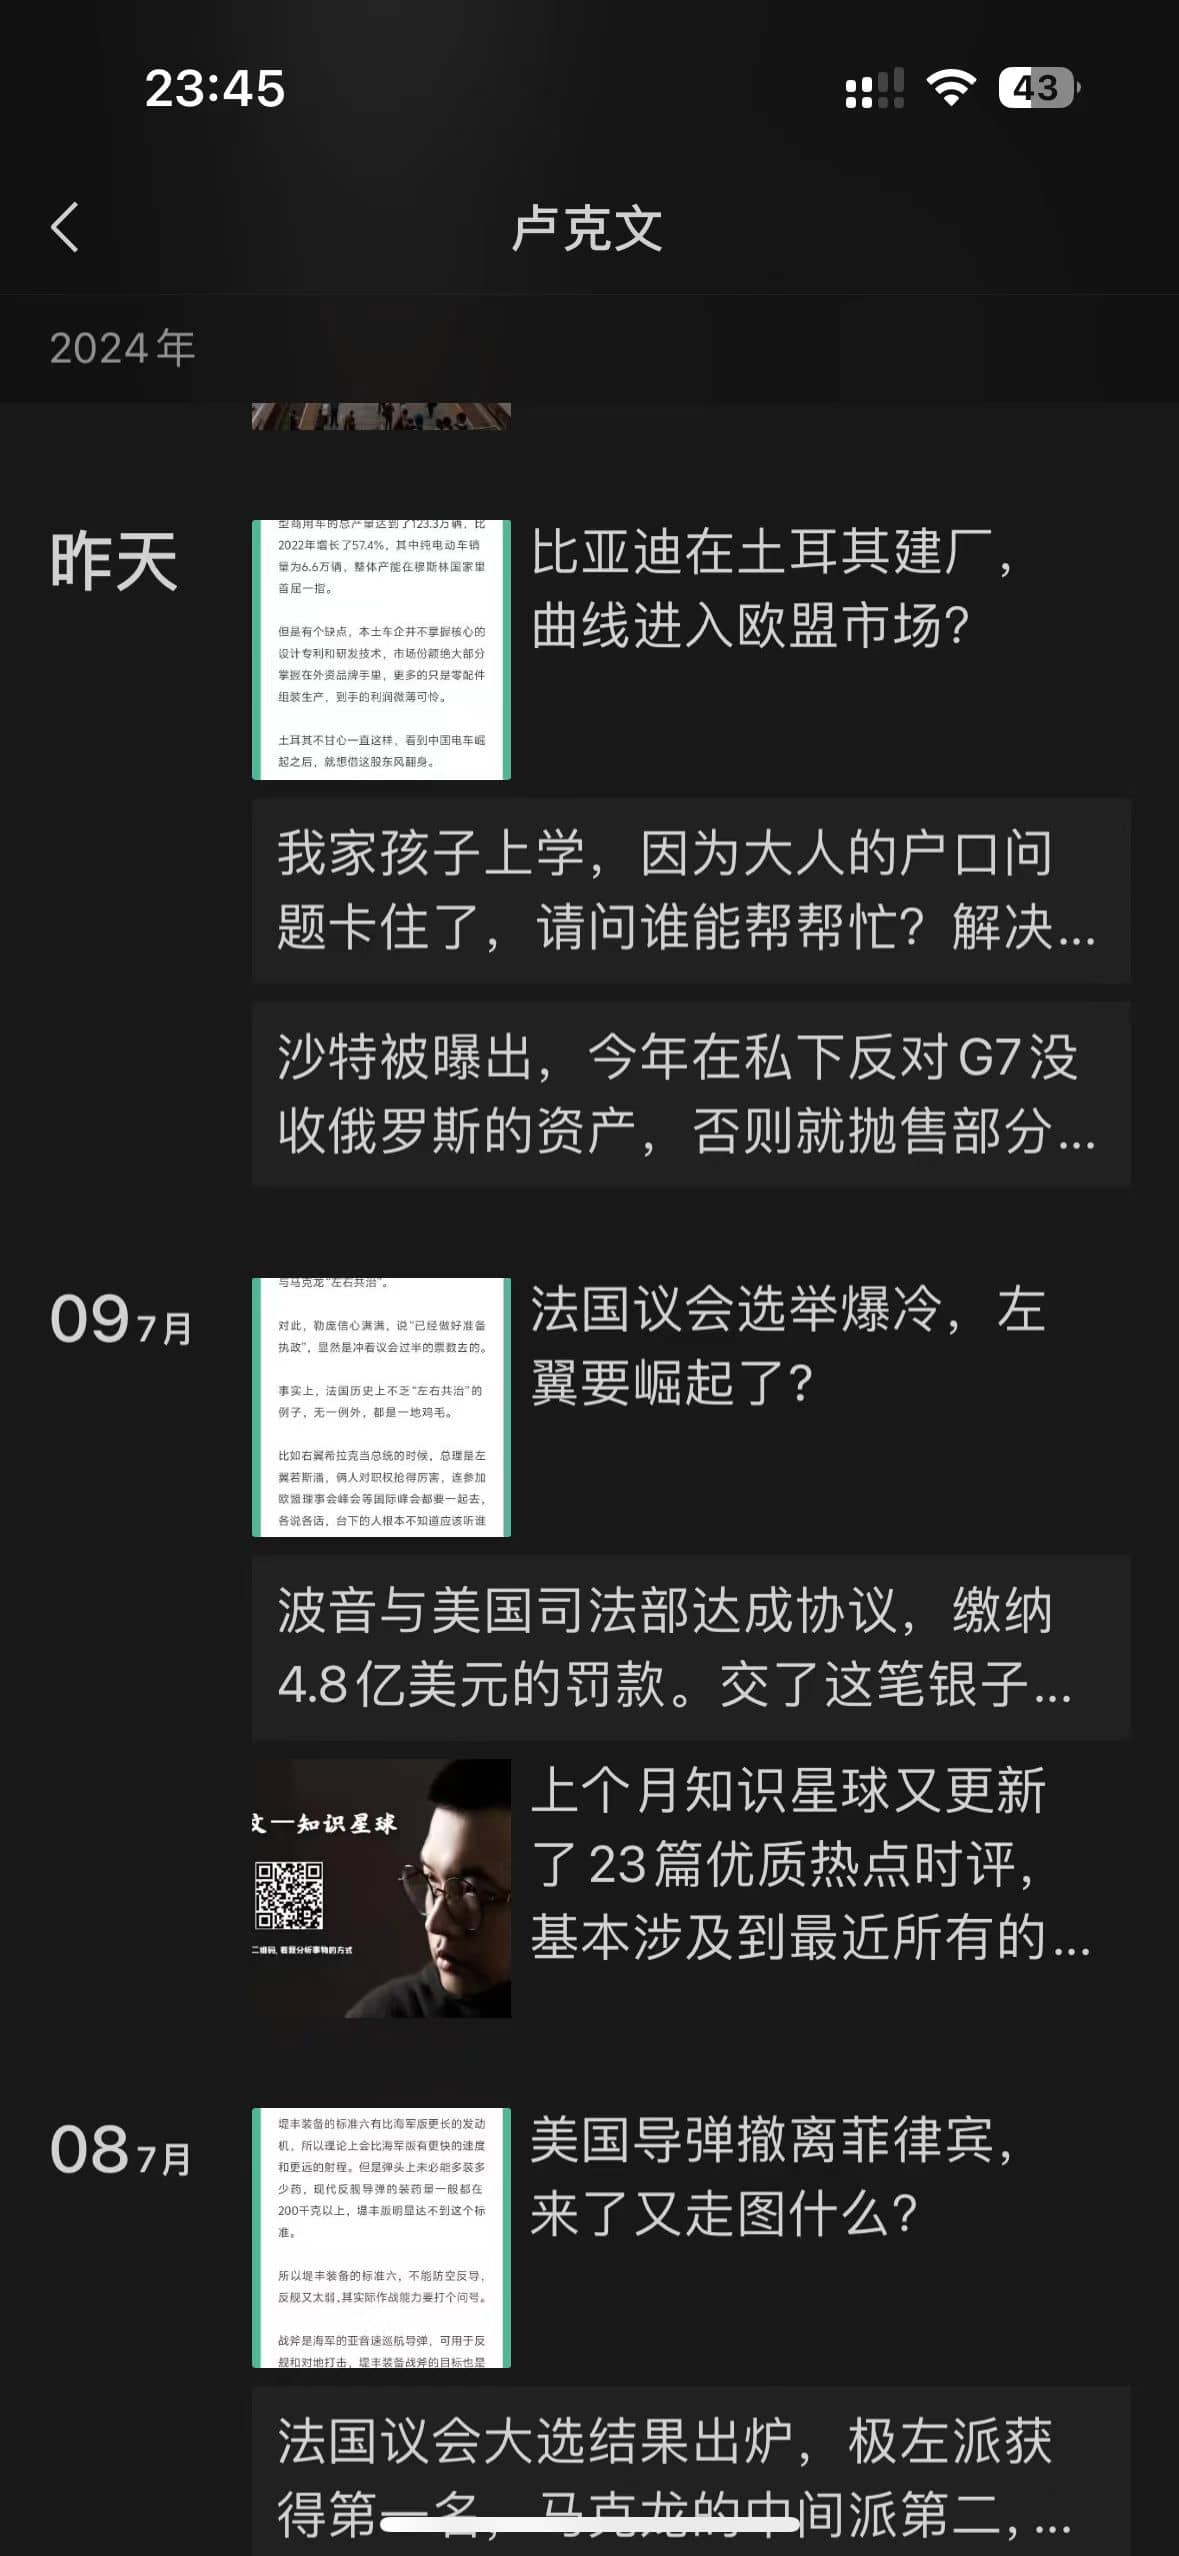 23:45
43
卢克文
2024年
昨天
型商用车的总产量达到了123.3万辆，比
2022年增长了57.4%，其中纯电动车销
量为6.6万辆，整体产能在穆斯林国家里
首屈一指。
但是有个缺点，本土车企并不掌握核心的
设计专利和研发技术，市场份额绝大部分
掌握在外资品牌手里，更多的只是零配件
组装生产，到手的利润微薄可怜。
土耳其不甘心一直这样，看到中国电车崛
起之后，就想借这股东风翻身。
比亚迪在土耳其建厂，
曲线进入欧盟市场？
我家孩子上学，因为大人的户口问
题卡住了，请问谁能帮帮忙？解决...
沙特被曝出，今年在私下反对G7没
收俄罗斯的资产，否则就抛售部分...
09 7月
与马克龙“左右共治”。
对此，勒庞信心满满，说“已经做好准备
执政”，显然是冲着议会过半的票数去的。
事实上，法国历史上不乏“左右共治”的
例子，无一例外，都是一地鸡毛。
比如右翼希拉克当总统的时候，总理是左
翼若斯潘，俩人对职权抢得厉害，连参加
欧盟理事会峰会等国际峰会都要一起去，
各说各话，台下的人根本不知道应该听谁
法国议会选举爆冷，左
翼要崛起了？
波音与美国司法部达成协议，缴纳
4.8亿美元的罚款。交了这笔银子...
文一知识星球
二维码，看我分析事物的方式
上个月知识星球又更新
了23篇优质热点时评，
基本涉及到最近所有的...
08 7月
堤丰装备的标准六有比海军版更长的发动
机，所以理论上会比海军版有更快的速度
和更远的射程。但是弹头上未必能多装多
少药，现代反舰导弹的装药量一般都在
200千克以上，堤丰版明显达不到这个标
准。
所以堤丰装备的标准六，不能防空反导，
反舰又太弱，其实际作战能力要打个问号。
战斧是海军的亚音速巡航导弹，可用于反
舰和对地打击，堤丰装备战斧的目标也是
美国导弹撤离菲律宾，
来了又走图什么？
法国议会大选结果出炉，极左派获
得第一名，马克龙的中间派第二，...